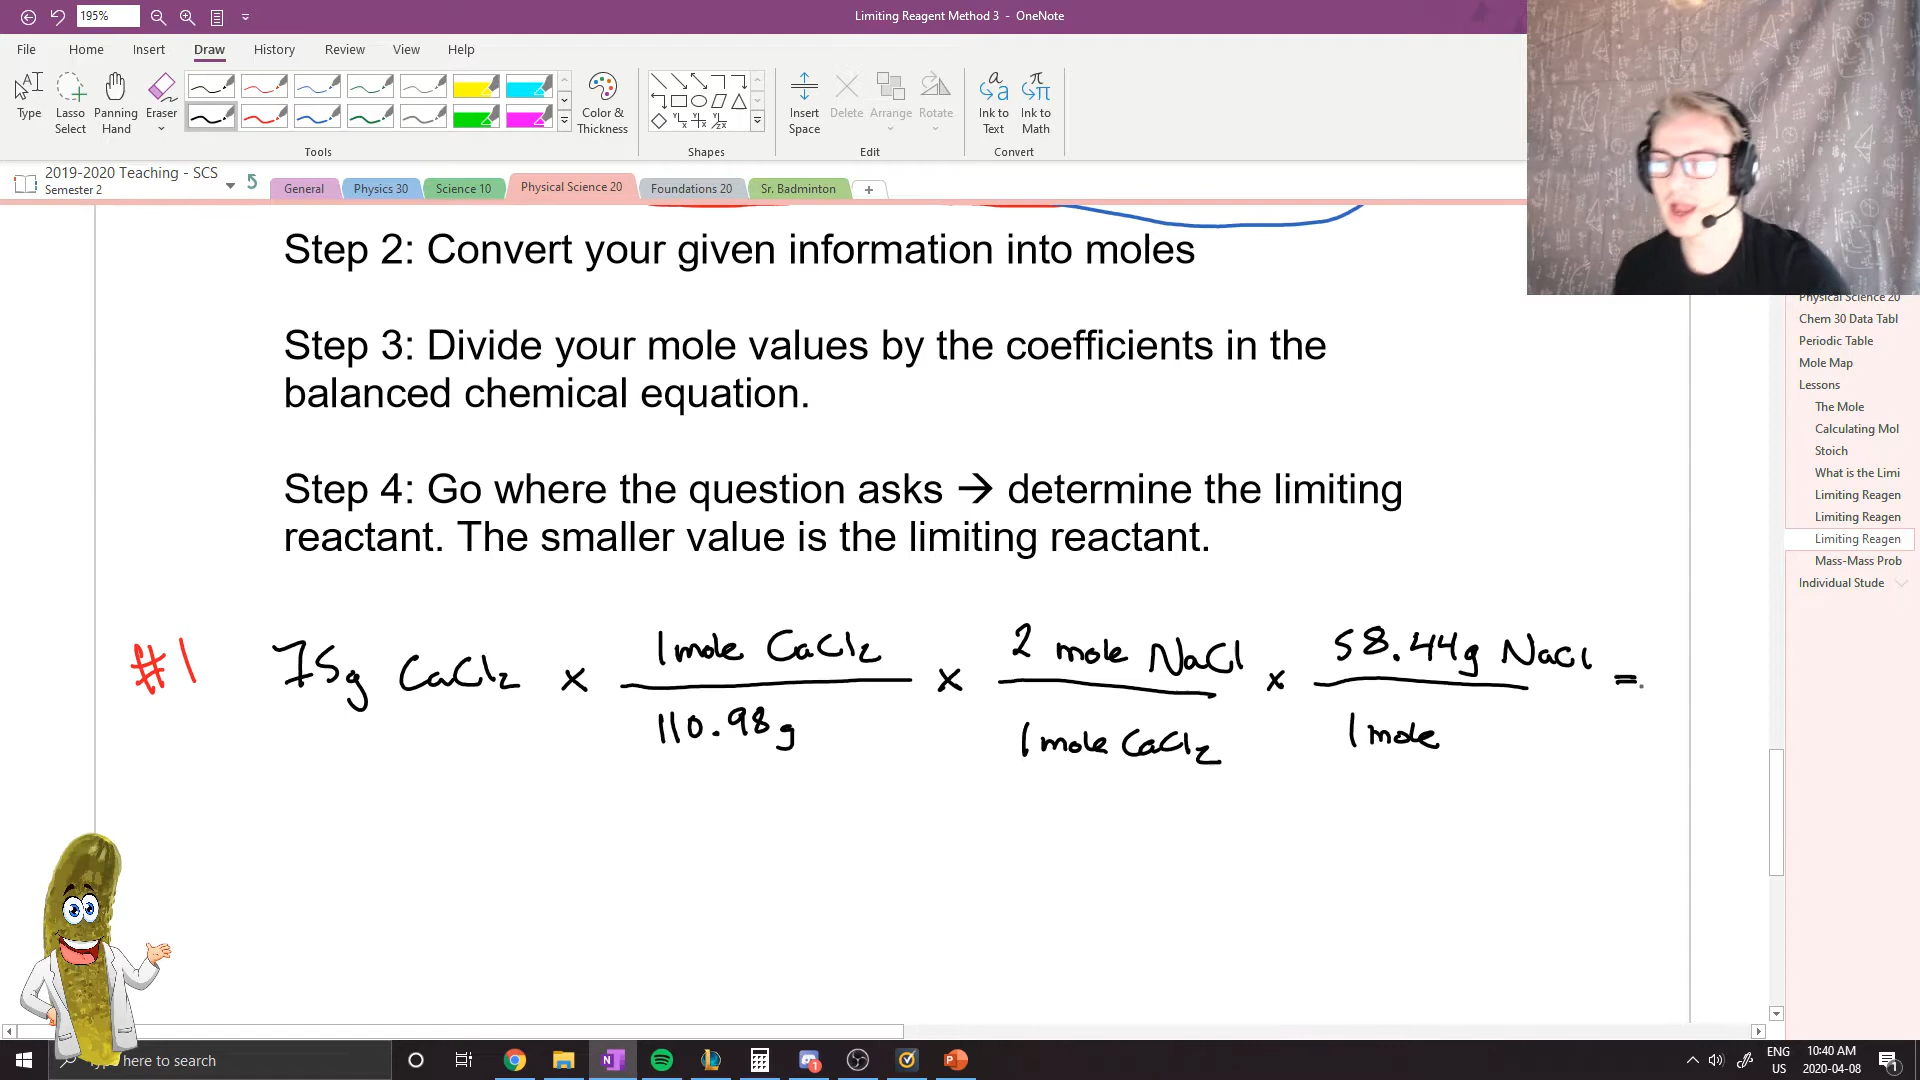 195%
Limiting Reagent Method 3 - OneNote
File Home Insert Draw History Review View Help
Type
Lasso Select
Panning Hand
Eraser
Color & Thickness
Insert Space
Delete
Arrange
Rotate
Ink to Text
Ink to Math
Tools Shapes Edit Convert
2019-2020 Teaching - SCS
Semester 2
General Physics 30 Science 10 Physical Science 20 Foundations 20 Sr. Badminton +
Step 2: Convert your given information into moles
Step 3: Divide your mole values by the coefficients in the
balanced chemical equation.
Step 4: Go where the question asks → determine the limiting
reactant. The smaller value is the limiting reactant.
#1 75g CaCl₂ x 1 mole CaCl₂ x 2 mole NaCl x 58.44g NaCl =
110.98g 1 mole CaCl₂ 1 mole
Physical Science 20
Chem 30 Data Tabl
Periodic Table
Mole Map
Lessons
The Mole
Calculating Mol
Stoich
What is the Limi
Limiting Reagen
Limiting Reagen
Limiting Reagen
Mass-Mass Prob
Individual Stude
here to search
ENG
US
10:40 AM
2020-04-08